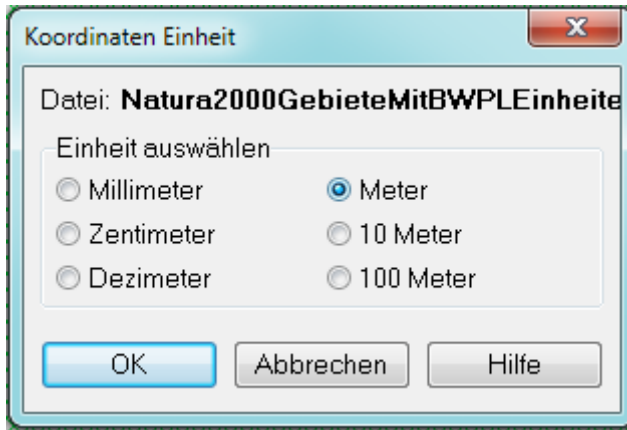 Koordinaten Einheit
Datei: Natura2000GebieteMitBWPLEinheite
Einheit auswählen
Millimeter Meter
Zentimeter 10 Meter
Dezimeter 100 Meter
OK Abbrechen Hilfe